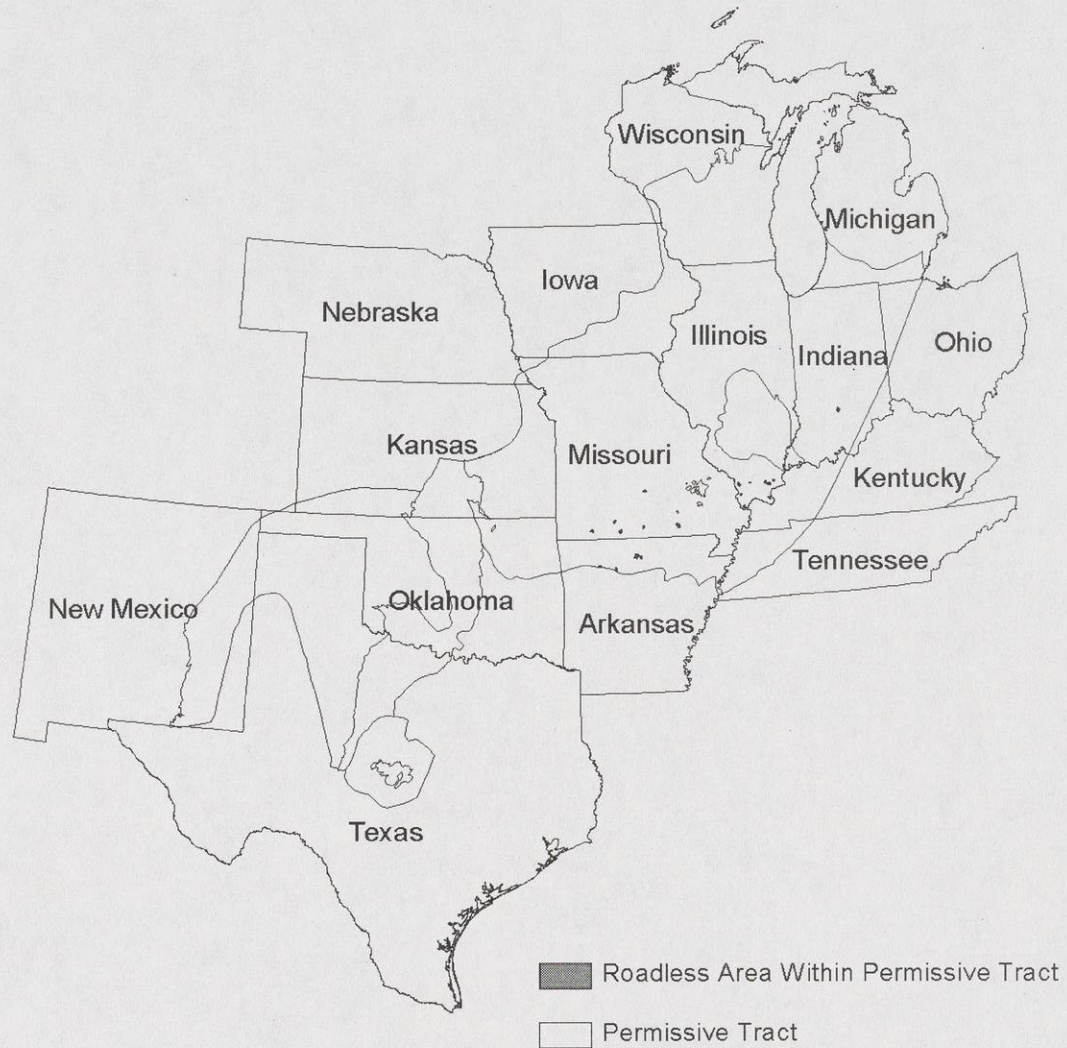 Wisconsin
Michigan
Iowa
Nebraska
Illinois
Indiana
Ohio
Kansas
Missouri
Kentucky
Tennessee
New Mexico
Oklahoma
Arkansas
Texas
Roadless Area Within Permissive Tract
Permissive Tract